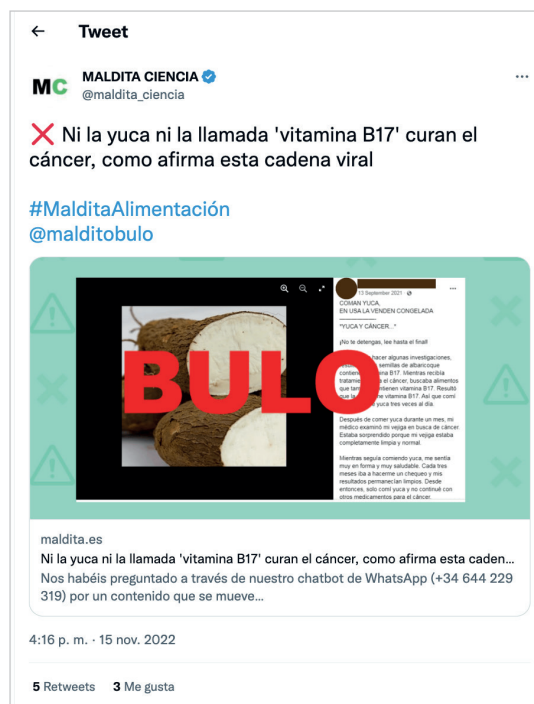 Tweet
MC
MALDITA CIENCIA
@maldita_ciencia
❌ Ni la yuca ni la llamada 'vitamina B17' curan el
cáncer, como afirma esta cadena viral
#MalditaAlimentación
@malditobulo
13 September 2021
COMAN YUCA,
EN USA LA VENDEN CONGELADA
"YUCA Y CÁNCER..."
¡No te detengas, lee hasta el final!
hacer algunas investigaciones,
semillas de albaricoque
B17. Mientras recibía
el cáncer, buscaba alimentos
vitamina B17. Resultó
vitamina B17. Así que comí
yuca tres veces al día.
BULO
Después de comer yuca durante un mes, mi
médico examinó mi vejiga en busca de cáncer.
Estaba sorprendido porque mi vejiga estaba
completamente limpia y normal.
Mientras seguía comiendo yuca, me sentía
muy en forma y muy saludable. Cada tres
meses iba a hacerme un chequeo y mis
resultados permanecían limpios. Desde
entonces, solo comí yuca y no continué con
otros medicamentos para el cáncer.
maldita.es
Ni la yuca ni la llamada 'vitamina B17' curan el cáncer, como afirma esta caden...
Nos habéis preguntado a través de nuestro chatbot de WhatsApp (+34 644 229
319) por un contenido que se mueve...
4:16 p. m. · 15 nov. 2022
5 Retweets 3 Me gusta